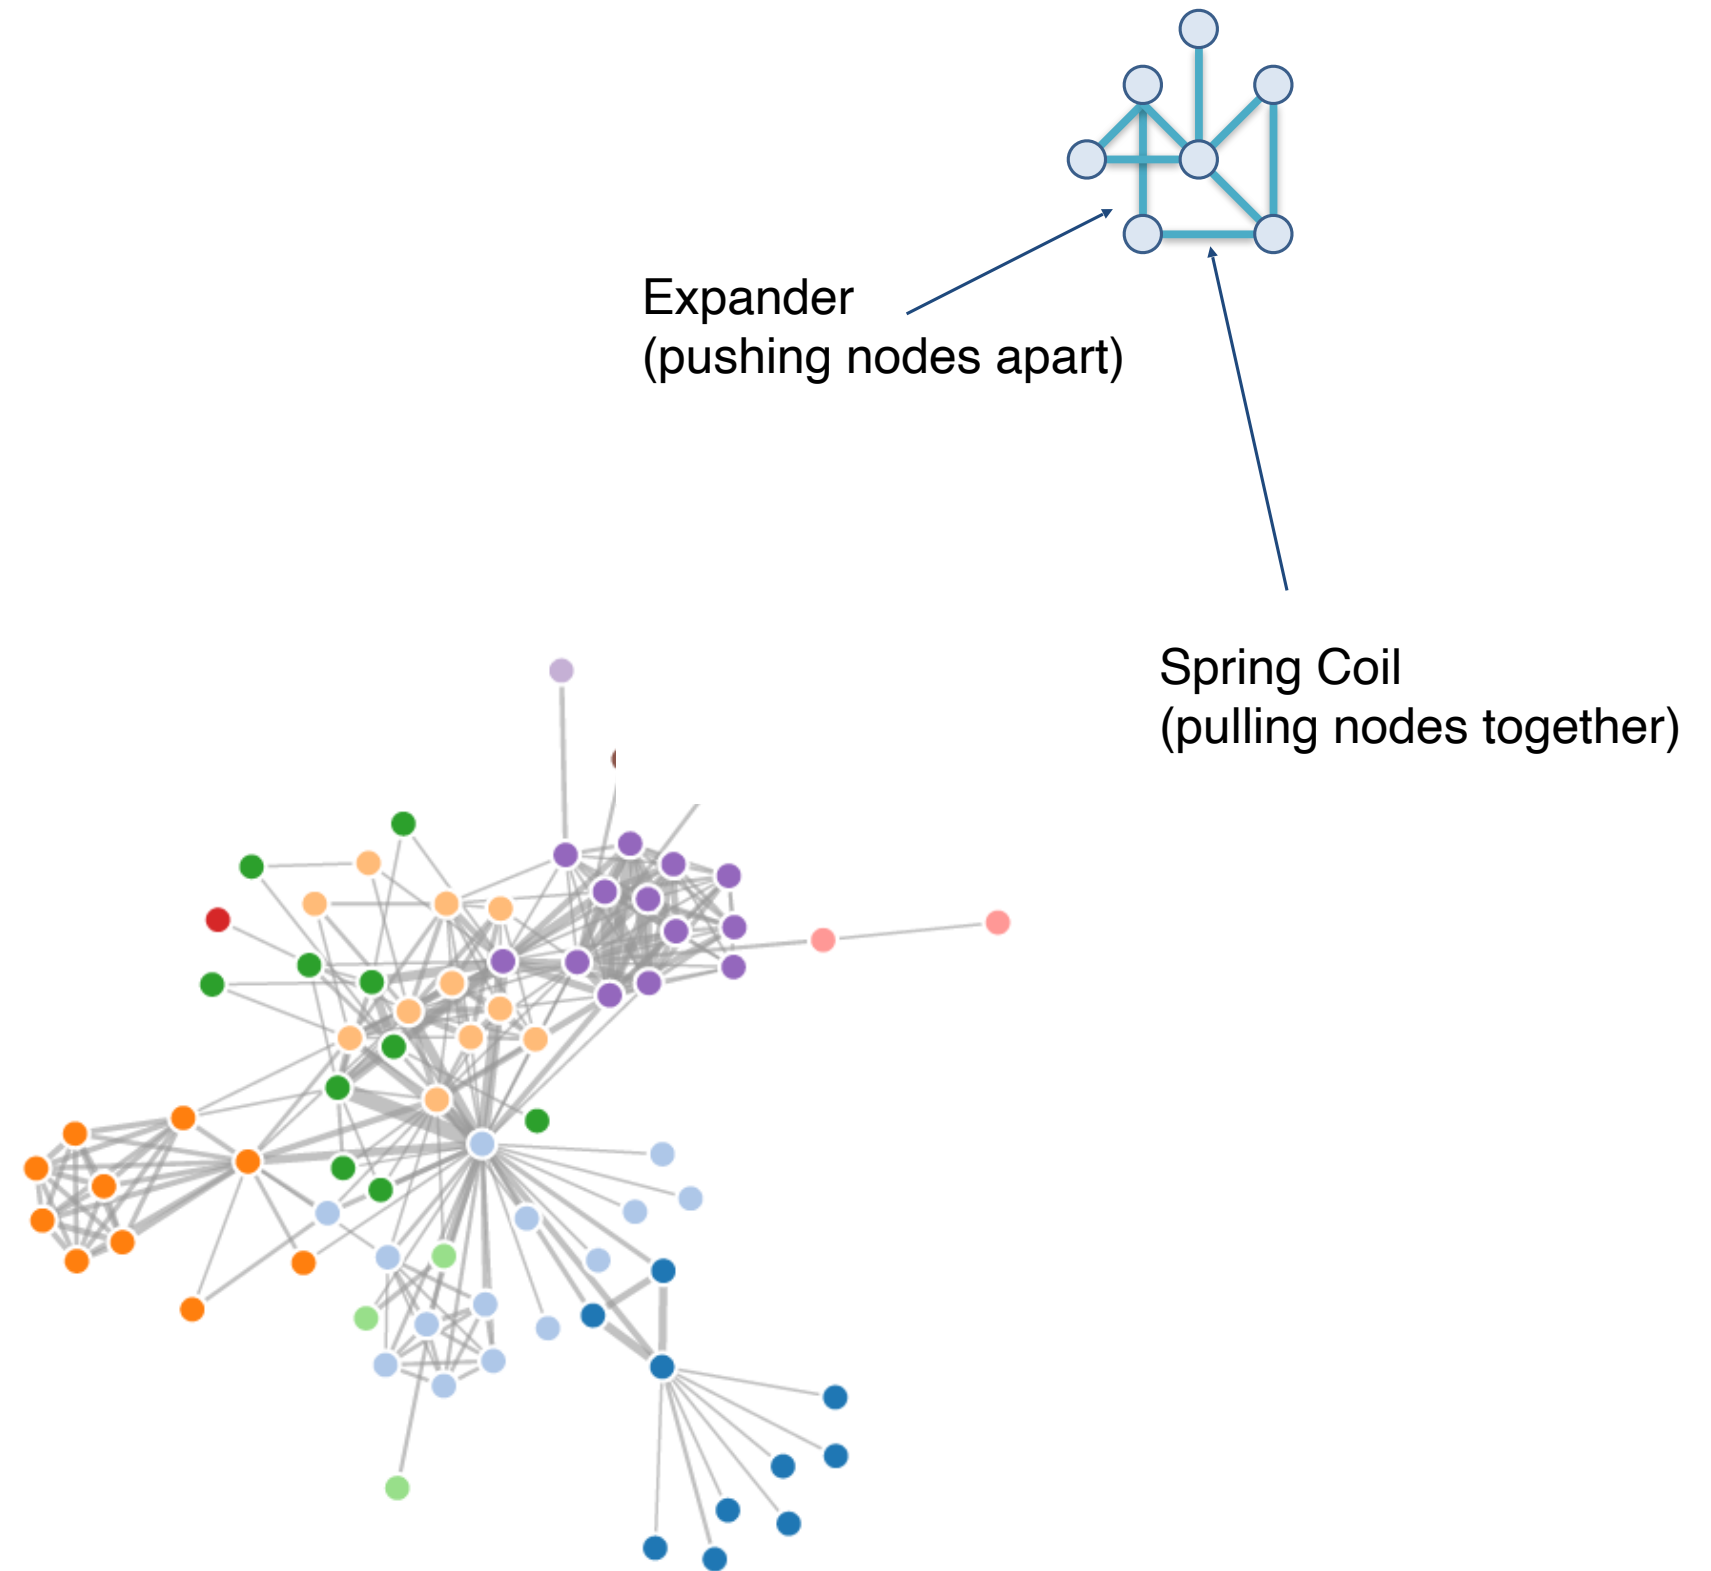 Expander
(pushing nodes apart)
Spring Coil
(pulling nodes together)